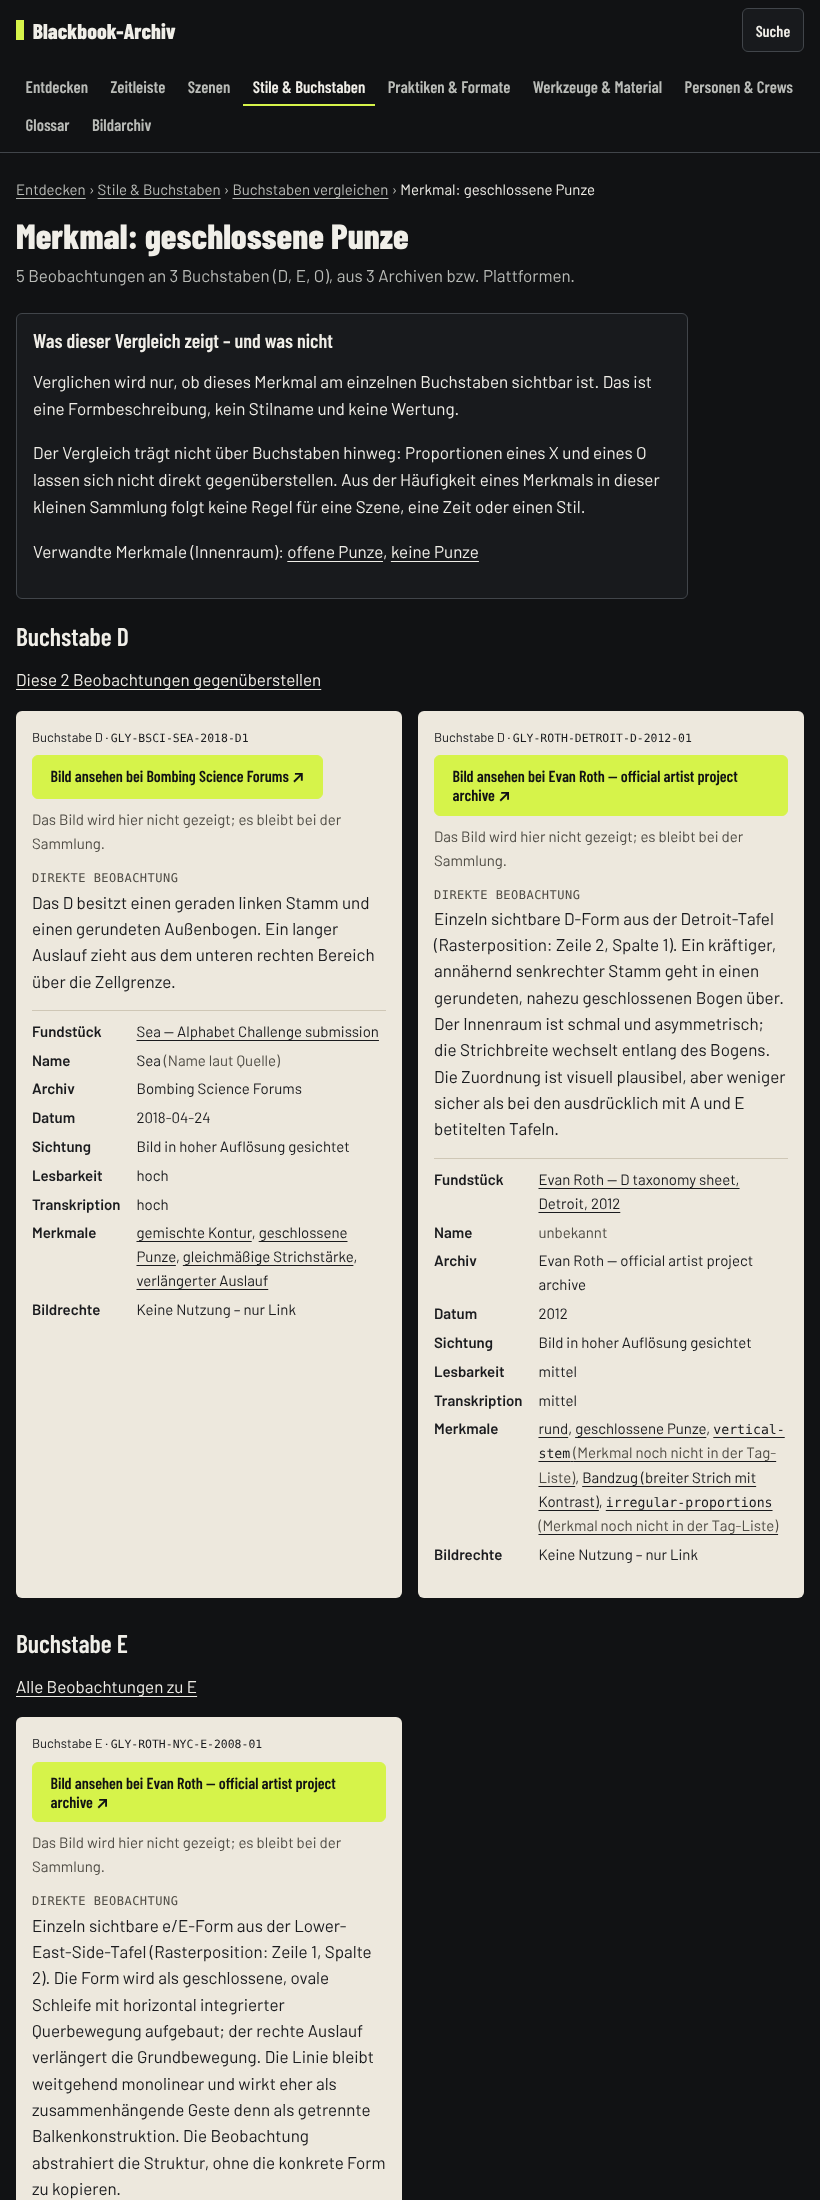 Blackbook-Archiv
Suche
Entdecken Zeitleiste Szenen Stile & Buchstaben Praktiken & Formate Werkzeuge & Material Personen & Crews
Glossar Bildarchiv
Entdecken › Stile & Buchstaben › Buchstaben vergleichen › Merkmal: geschlossene Punze
Merkmal: geschlossene Punze
5 Beobachtungen an 3 Buchstaben (D, E, O), aus 3 Archiven bzw. Plattformen.
Was dieser Vergleich zeigt – und was nicht
Verglichen wird nur, ob dieses Merkmal am einzelnen Buchstaben sichtbar ist. Das ist
eine Formbeschreibung, kein Stilname und keine Wertung.
Der Vergleich trägt nicht über Buchstaben hinweg: Proportionen eines X und eines O
lassen sich nicht direkt gegenüberstellen. Aus der Häufigkeit eines Merkmals in dieser
kleinen Sammlung folgt keine Regel für eine Szene, eine Zeit oder einen Stil.
Verwandte Merkmale (Innenraum): offene Punze, keine Punze
Buchstabe D
Diese 2 Beobachtungen gegenüberstellen
Buchstabe D · GLY-BSCI-SEA-2018-D1
Bild ansehen bei Bombing Science Forums ↗
Das Bild wird hier nicht gezeigt; es bleibt bei der
Sammlung.
DIREKTE BEOBACHTUNG
Das D besitzt einen geraden linken Stamm und
einen gerundeten Außenbogen. Ein langer
Auslauf zieht aus dem unteren rechten Bereich
über die Zellgrenze.
Fundstück Sea — Alphabet Challenge submission
Name Sea (Name laut Quelle)
Archiv Bombing Science Forums
Datum 2018-04-24
Sichtung Bild in hoher Auflösung gesichtet
Lesbarkeit hoch
Transkription hoch
Merkmale gemischte Kontur, geschlossene
Punze, gleichmäßige Strichstärke,
verlängerter Auslauf
Bildrechte Keine Nutzung – nur Link
Buchstabe D · GLY-ROTH-DETROIT-D-2012-01
Bild ansehen bei Evan Roth — official artist project
archive ↗
Das Bild wird hier nicht gezeigt; es bleibt bei der
Sammlung.
DIREKTE BEOBACHTUNG
Einzeln sichtbare D-Form aus der Detroit-Tafel
(Rasterposition: Zeile 2, Spalte 1). Ein kräftiger,
annähernd senkrechter Stamm geht in einen
gerundeten, nahezu geschlossenen Bogen über.
Der Innenraum ist schmal und asymmetrisch;
die Strichbreite wechselt entlang des Bogens.
Die Zuordnung ist visuell plausibel, aber weniger
sicher als bei den ausdrücklich mit A und E
betitelten Tafeln.
Fundstück Evan Roth — D taxonomy sheet,
Detroit, 2012
Name unbekannt
Archiv Evan Roth — official artist project
archive
Datum 2012
Sichtung Bild in hoher Auflösung gesichtet
Lesbarkeit mittel
Transkription mittel
Merkmale rund, geschlossene Punze, vertical-
stem (Merkmal noch nicht in der Tag-
Liste), Bandzug (breiter Strich mit
Kontrast), irregular-proportions
(Merkmal noch nicht in der Tag-Liste)
Bildrechte Keine Nutzung – nur Link
Buchstabe E
Alle Beobachtungen zu E
Buchstabe E · GLY-ROTH-NYC-E-2008-01
Bild ansehen bei Evan Roth — official artist project
archive ↗
Das Bild wird hier nicht gezeigt; es bleibt bei der
Sammlung.
DIREKTE BEOBACHTUNG
Einzeln sichtbare e/E-Form aus der Lower-
East-Side-Tafel (Rasterposition: Zeile 1, Spalte
2). Die Form wird als geschlossene, ovale
Schleife mit horizontal integrierter
Querbewegung aufgebaut; der rechte Auslauf
verlängert die Grundbewegung. Die Linie bleibt
weitgehend monolinear und wirkt eher als
zusammenhängende Geste denn als getrennte
Balkenkonstruktion. Die Beobachtung
abstrahiert die Struktur, ohne die konkrete Form
zu kopieren.